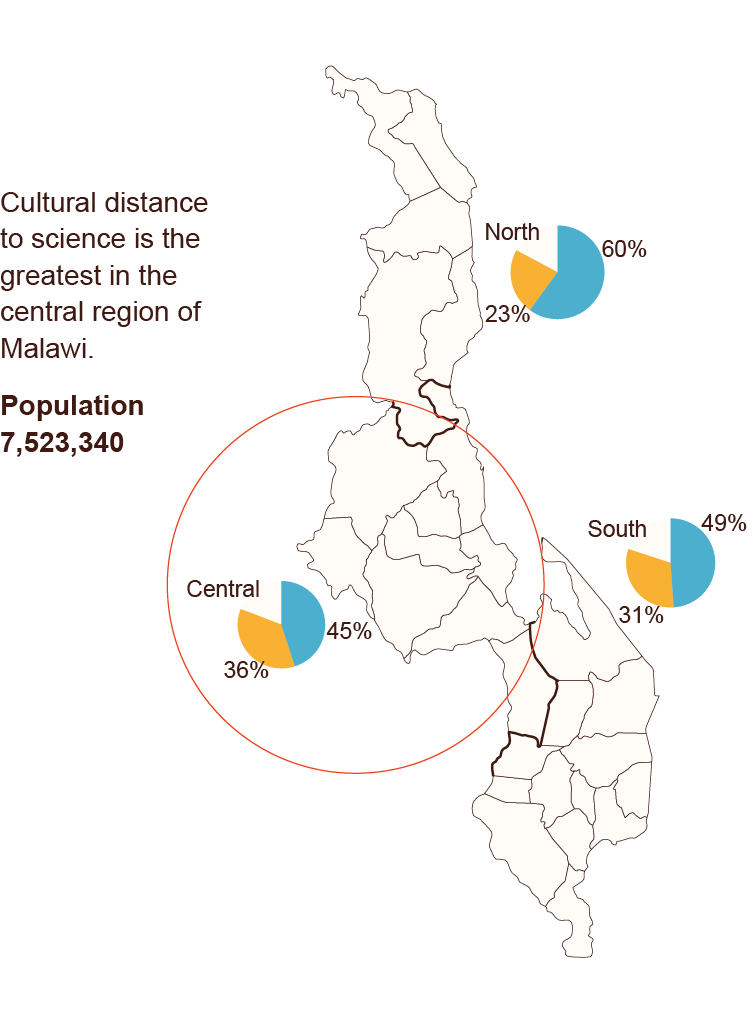 Cultural distance
to science is the
greatest in the
central region of
Malawi.
Population
7,523,340
North
60%
23%
South
49%
31%
Central
45%
36%